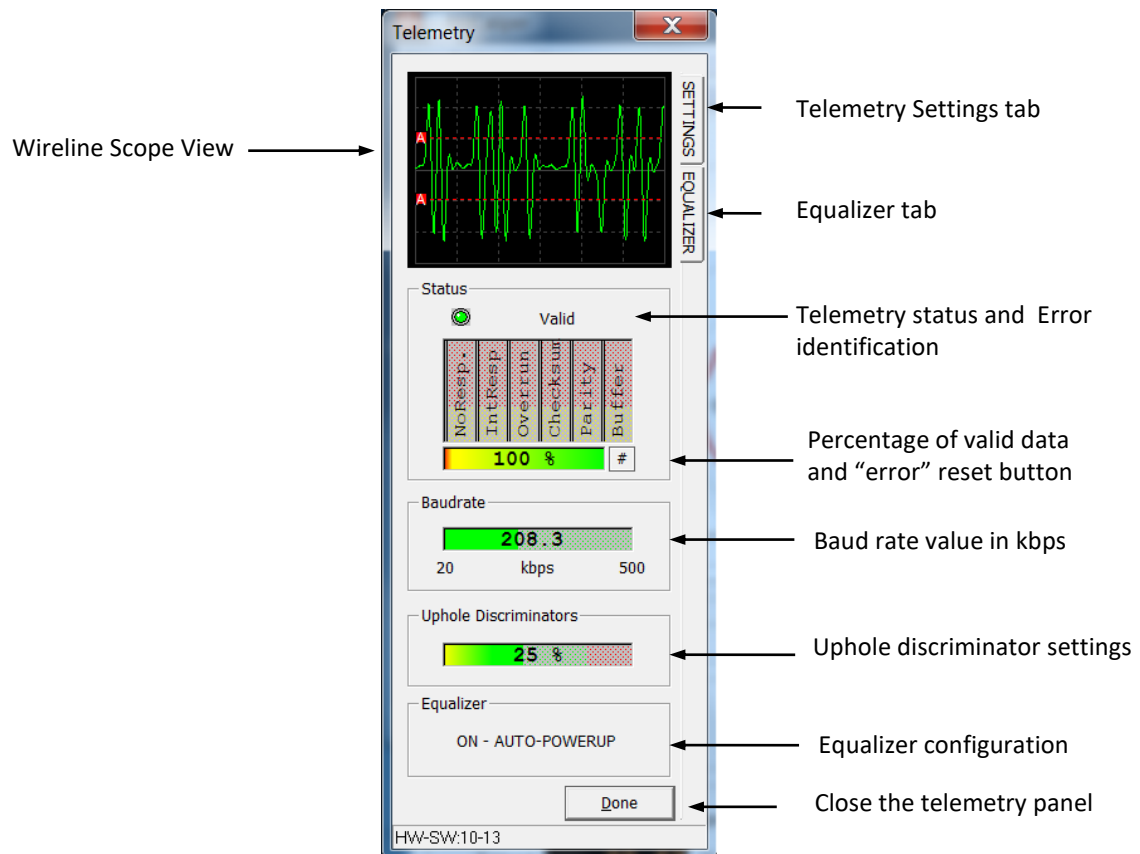 Telemetry
X
Wireline Scope View
A
A
SETTINGS
EQUALIZER
Telemetry Settings tab
Equalizer tab
Status
Valid
Telemetry status and Error
identification
NoResp.
IntResp
Overrun
Checksum
Parity
Buffer
100 %
#
Percentage of valid data
and “error” reset button
Baudrate
208.3
20 kbps 500
Baud rate value in kbps
Uphole Discriminators
25 %
Uphole discriminator settings
Equalizer
ON - AUTO-POWERUP
Equalizer configuration
Done
Close the telemetry panel
HW-SW:10-13